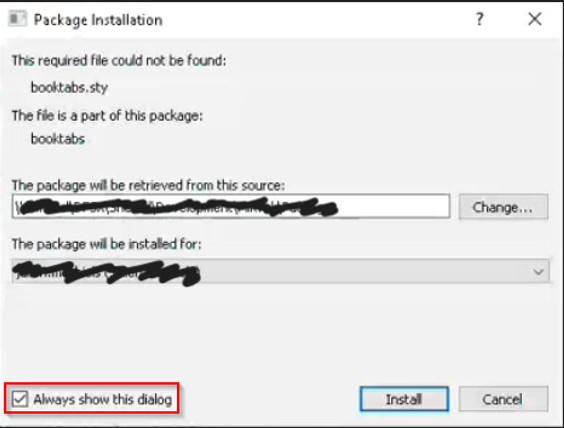 Package Installation
?
This required file could not be found:
booktabs.sty
The file is a part of this package:
booktabs
The package will be retrieved from this source:
Change...
The package will be installed for:
Always show this dialog
Install
Cancel